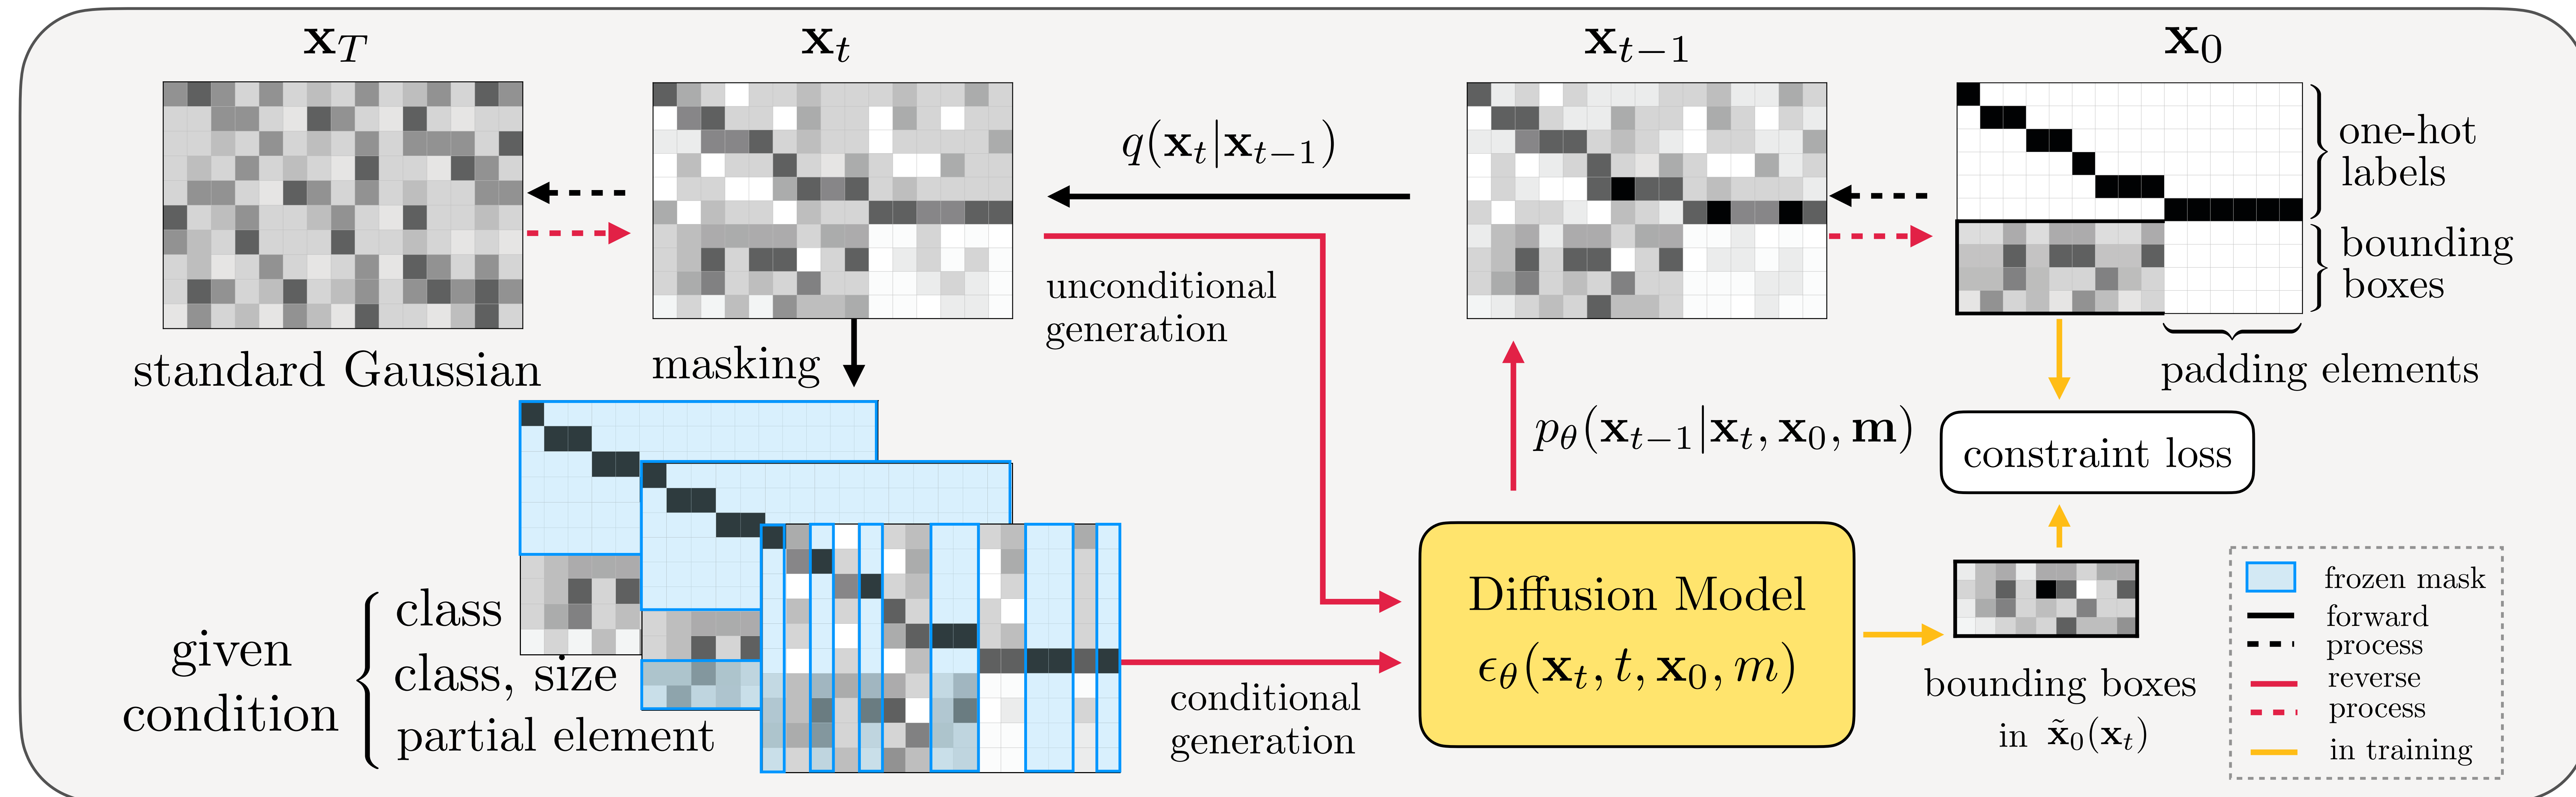 𝐱_T
𝐱_t
𝐱_{t−1}
𝐱_0
q(𝐱_t|𝐱_{t−1})
one-hot
labels
bounding
boxes
padding elements
standard Gaussian
masking
unconditional
generation
p_θ(𝐱_{t−1}|𝐱_t, 𝐱_0, 𝐦)
constraint loss
given
condition
class
class, size
partial element
conditional
generation
Diffusion Model
ϵ_θ(𝐱_t, t, 𝐱_0, m)
bounding boxes
in x̃_0(𝐱_t)
frozen mask
forward
process
reverse
process
in training